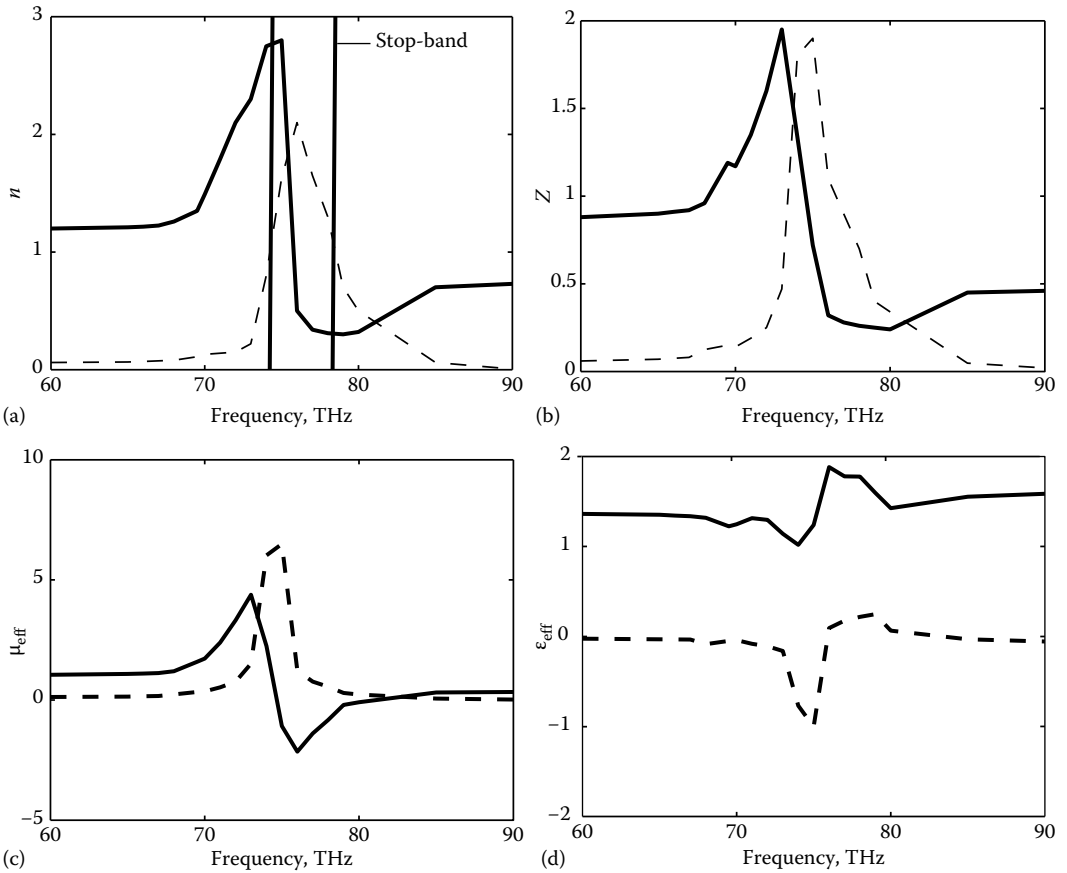 3
2
1
0
n
Stop-band
60
70
80
90
(a)
Frequency, THz
2
1.5
1
0.5
0
Z
60
70
80
90
(b)
Frequency, THz
10
5
0
−5
μeff
60
70
80
90
(c)
Frequency, THz
2
1
0
−1
−2
εeff
60
70
80
90
(d)
Frequency, THz